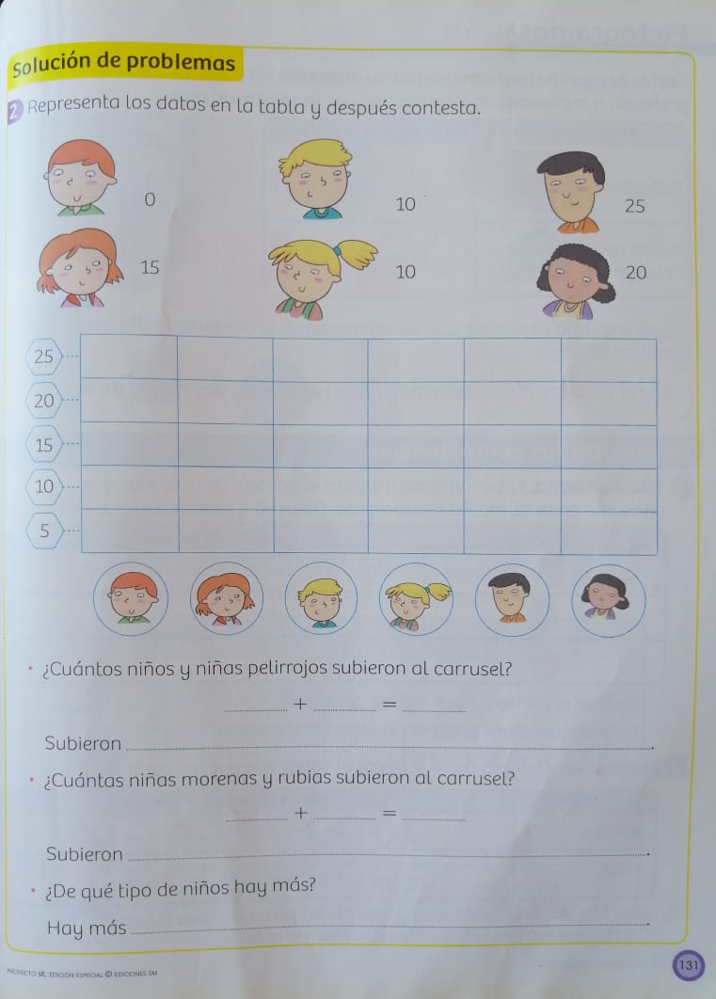 Solución de problemas
2 Representa los datos en la tabla y después contesta.
0 10 25
15 10 20
25
20
15
10
5
• ¿Cuántos niños y niñas pelirrojos subieron al carrusel?
+ =
Subieron .
• ¿Cuántas niñas morenas y rubias subieron al carrusel?
+ =
Subieron .
• ¿De qué tipo de niños hay más?
Hay más .
PROYECTO SÉ, EDICIÓN ESPECIAL © EDICIONES SM
131